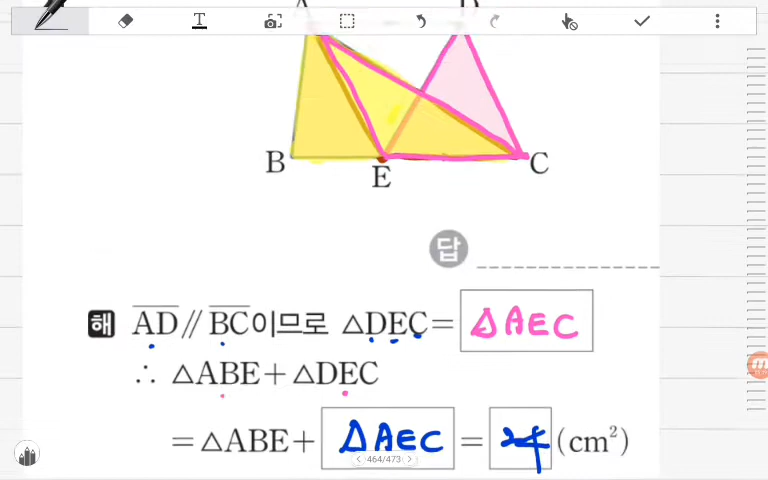 T
B
E
C
답
해 AD // BC이므로 △DEC= △AEC
∴ △ABE+△DEC
=△ABE+ △AEC = 24 (cm²)
< 464/473 >